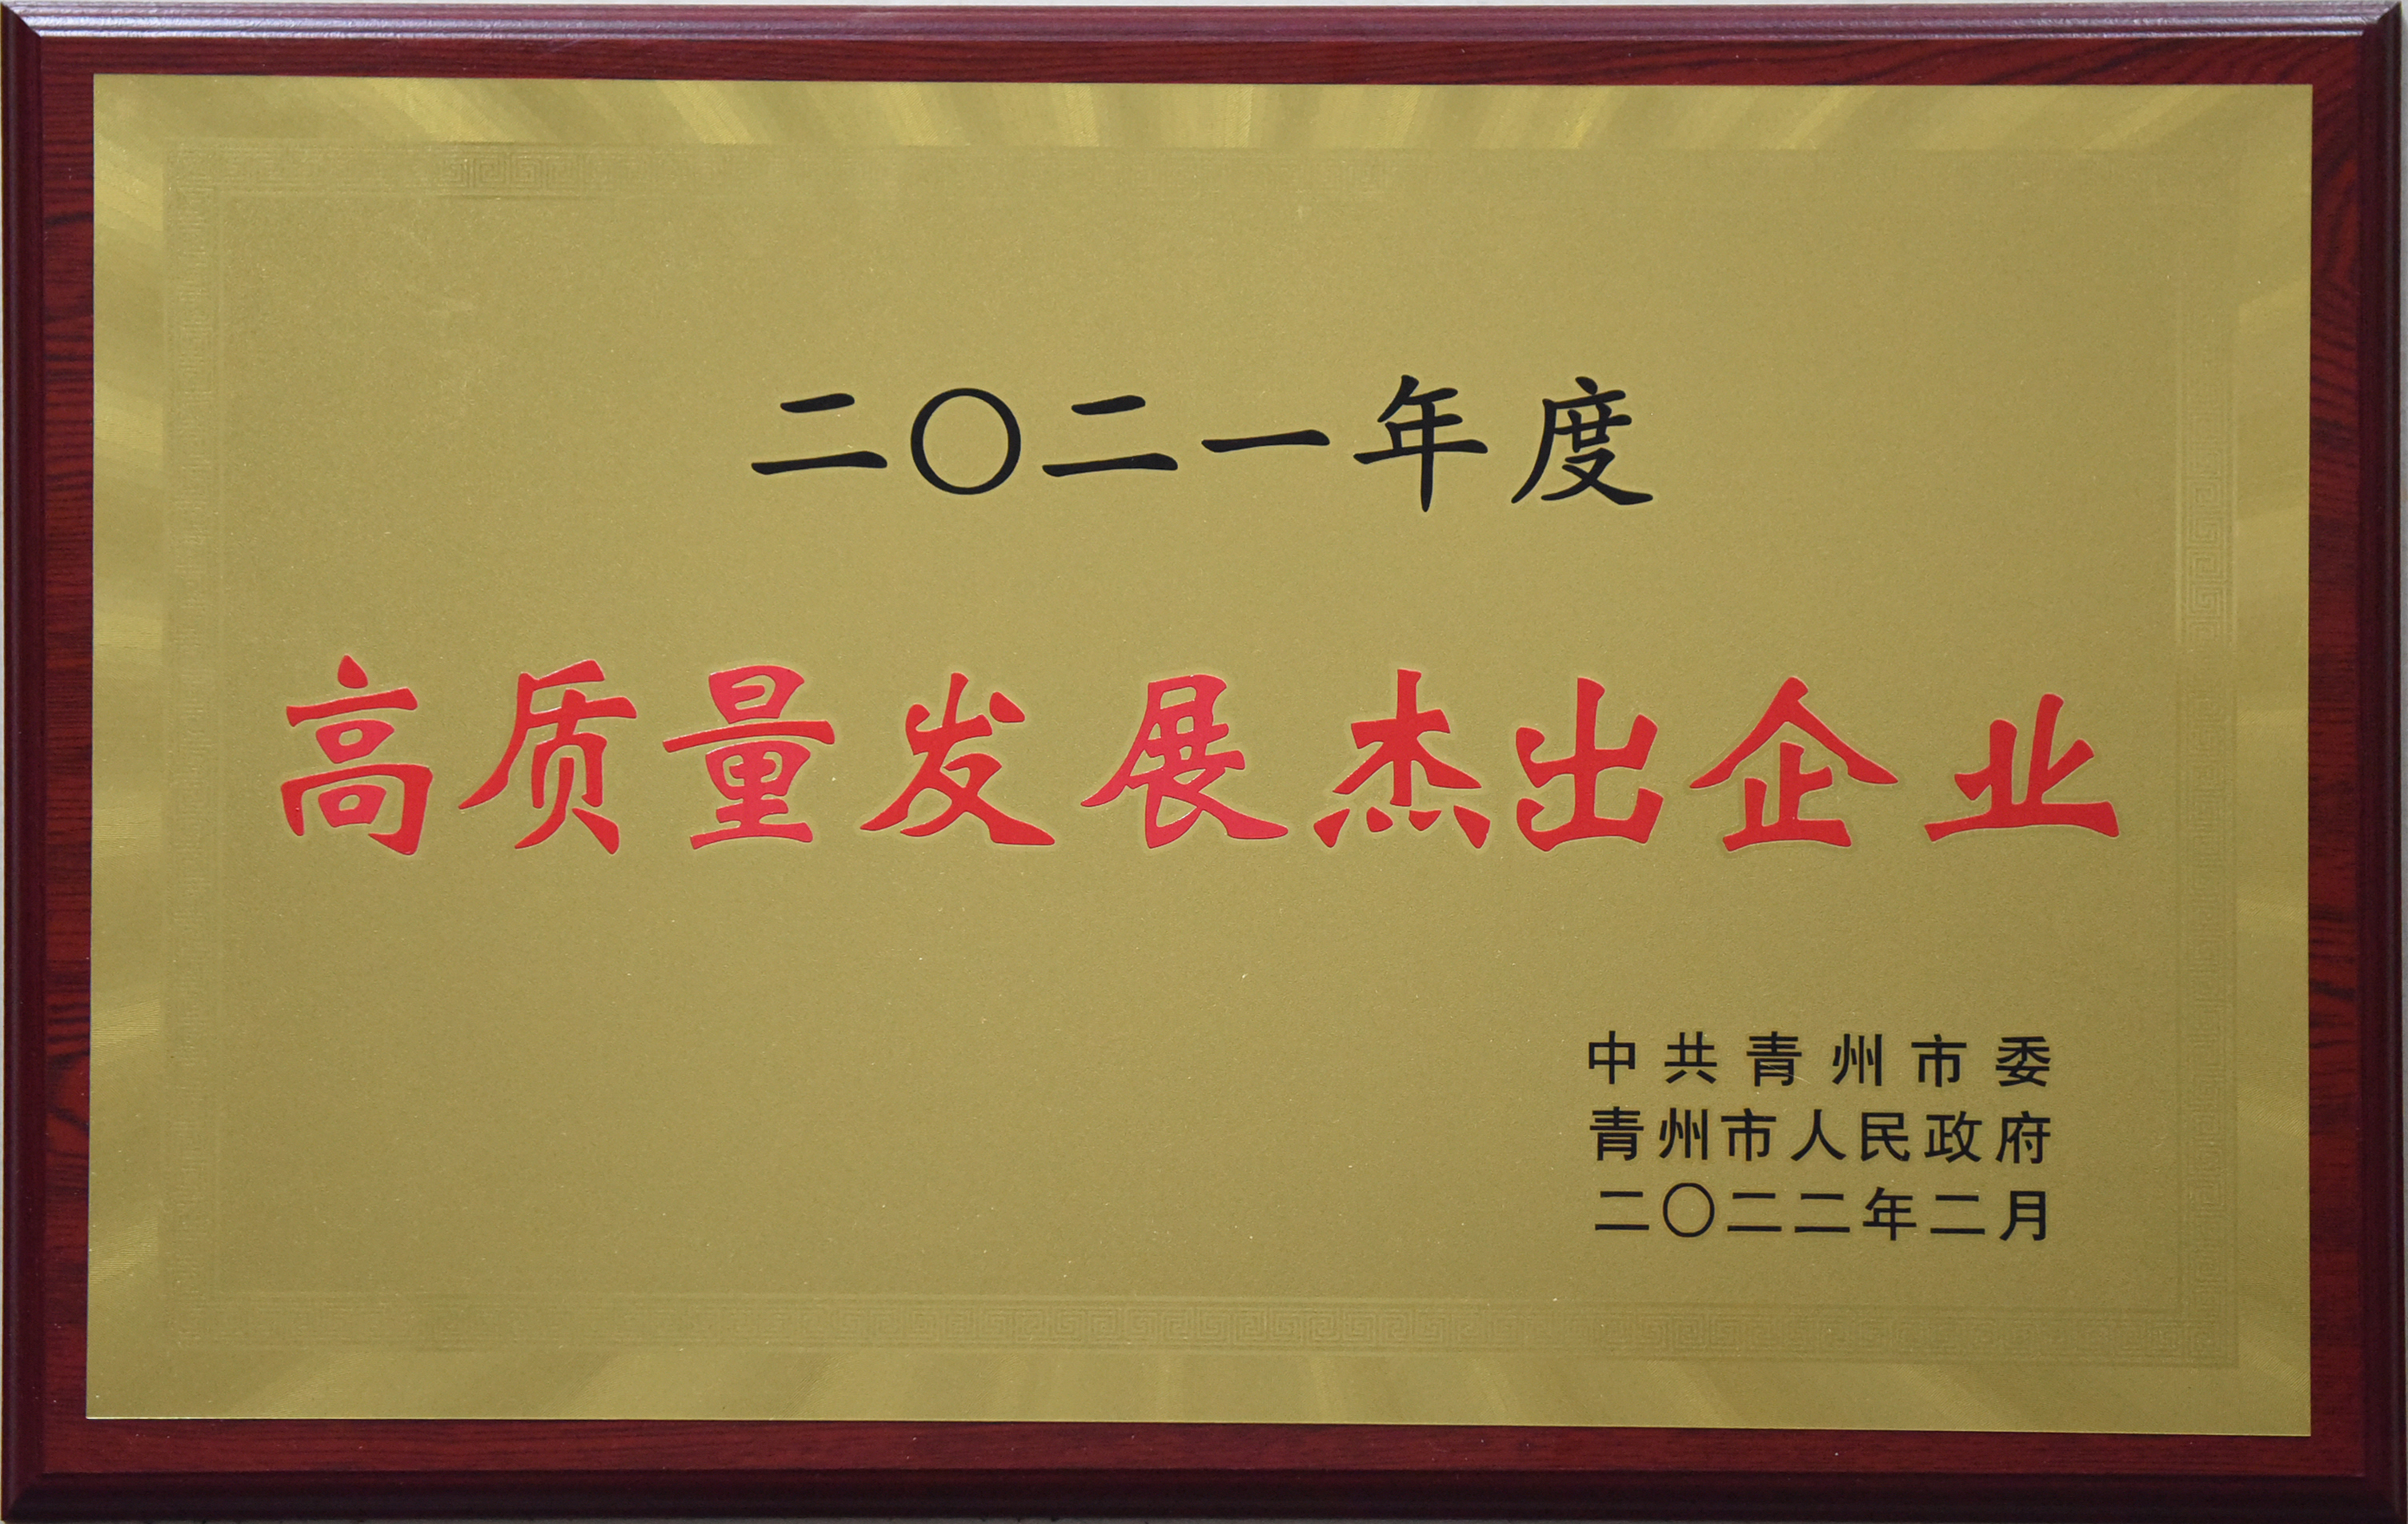 二〇二一年度
高质量发展杰出企业
中共青州市委
青州市人民政府
二〇二二年二月